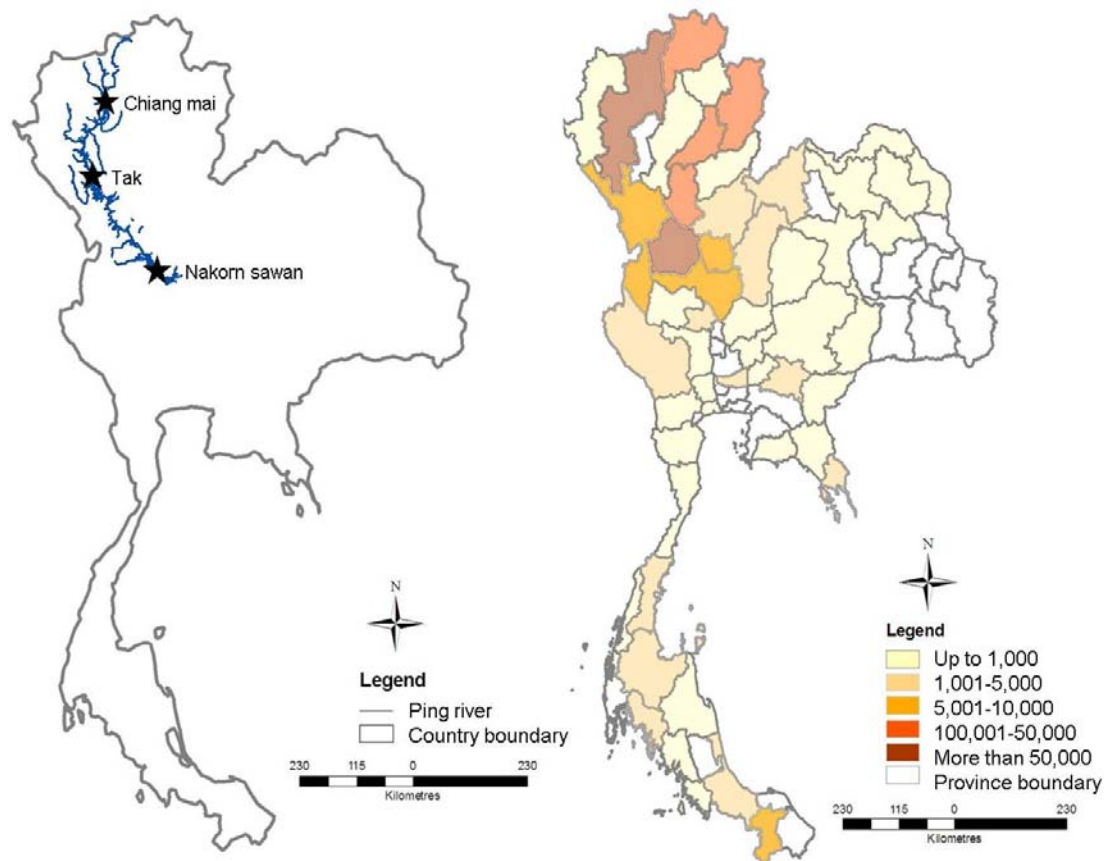 Chiang mai
Tak
Nakorn sawan
N
Legend
Ping river
Country boundary
230 115 0 230
Kilometres
N
Legend
Up to 1,000
1,001-5,000
5,001-10,000
100,001-50,000
More than 50,000
Province boundary
230 115 0 230
Kilometres